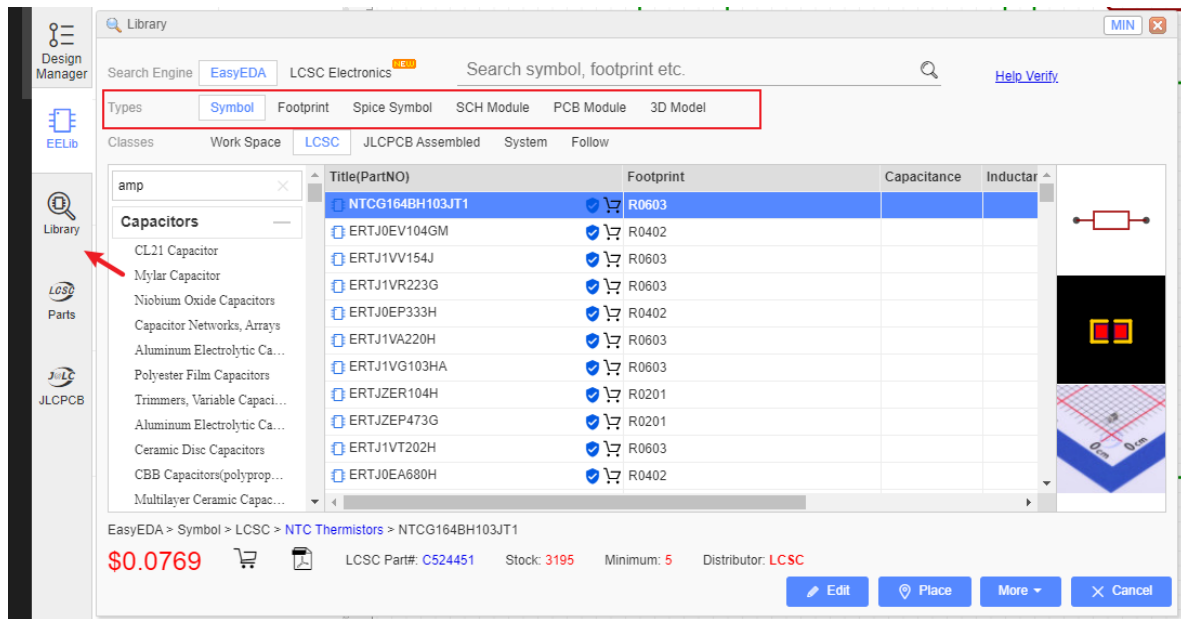 Library
MIN
Design
Manager
EELib
Library
LCSC
Parts
J@LC
JLCPCB
Search Engine EasyEDA LCSC Electronics NEW Search symbol, footprint etc. Help Verify
Types Symbol Footprint Spice Symbol SCH Module PCB Module 3D Model
Classes Work Space LCSC JLCPCB Assembled System Follow
amp
Capacitors
CL21 Capacitor
Mylar Capacitor
Niobium Oxide Capacitors
Capacitor Networks, Arrays
Aluminum Electrolytic Ca...
Polyester Film Capacitors
Trimmers, Variable Capaci...
Aluminum Electrolytic Ca...
Ceramic Disc Capacitors
CBB Capacitors(polyprop...
Multilayer Ceramic Capac...
Title(PartNO) Footprint Capacitance Inductar
NTCG164BH103JT1 R0603
ERTJ0EV104GM R0402
ERTJ1VV154J R0603
ERTJ1VR223G R0603
ERTJ0EP333H R0402
ERTJ1VA220H R0603
ERTJ1VG103HA R0603
ERTJZER104H R0201
ERTJZEP473G R0201
ERTJ1VT202H R0603
ERTJ0EA680H R0402
0cm 0cm
EasyEDA > Symbol > LCSC > NTC Thermistors > NTCG164BH103JT1
$0.0769 LCSC Part#: C524451 Stock: 3195 Minimum: 5 Distributor: LCSC
Edit Place More Cancel